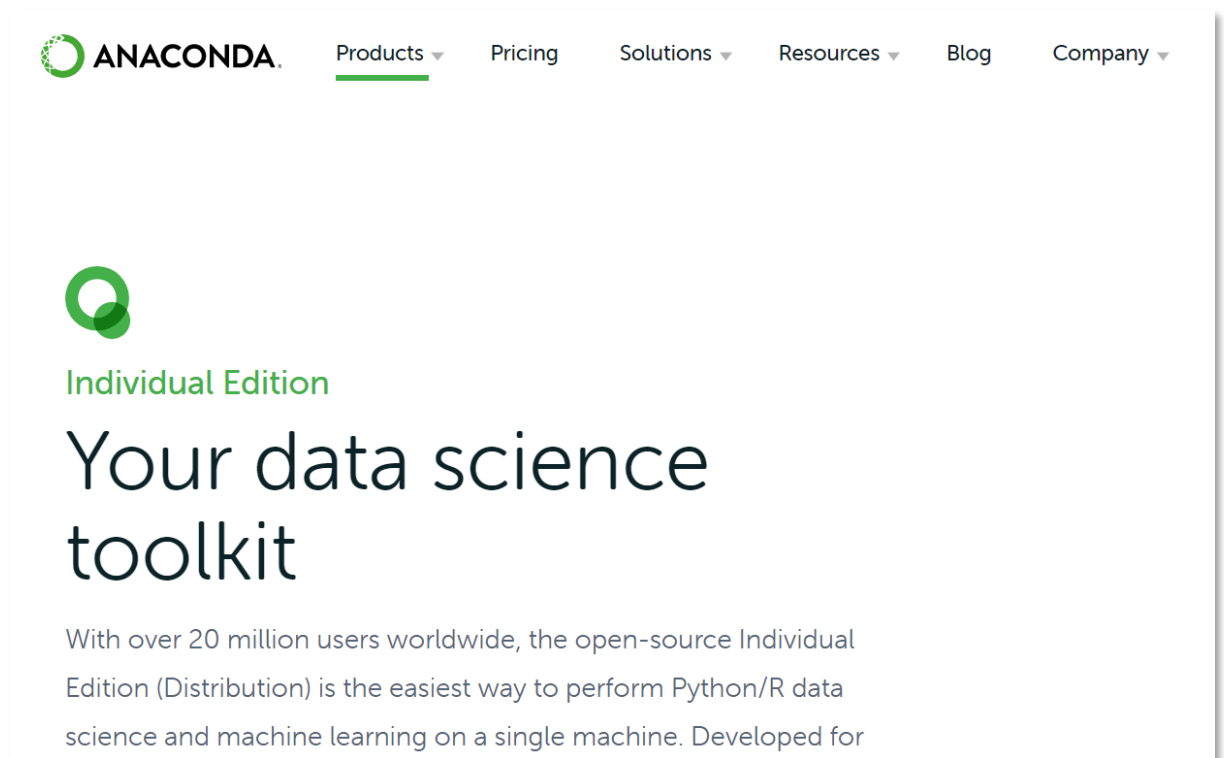 ANACONDA.
Products Pricing Solutions Resources Blog Company
Individual Edition
Your data science
toolkit
With over 20 million users worldwide, the open-source Individual
Edition (Distribution) is the easiest way to perform Python/R data
science and machine learning on a single machine. Developed for